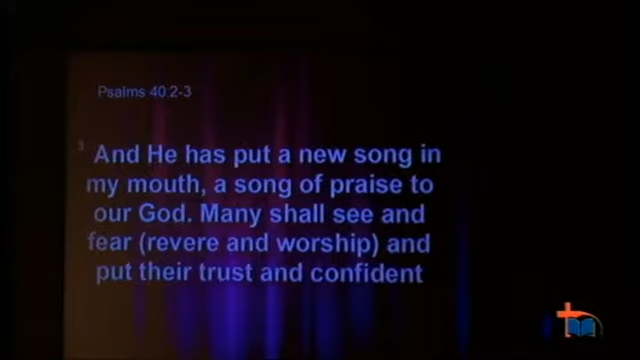 Psalms 40:2-3
3 And He has put a new song in
my mouth, a song of praise to
our God. Many shall see and
fear (revere and worship) and
put their trust and confident